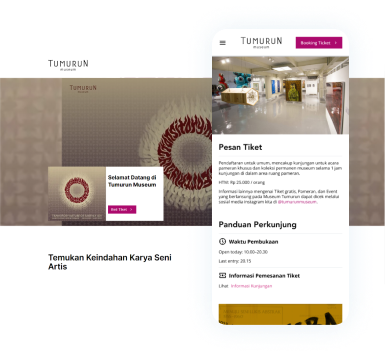 TUMURUN
museum
TUMURUN
Selamat Datang di
Tumurun Museum
Beli Tiket >
Temukan Keindahan Karya Seni
Artis
TUMURUN
museum
Booking Ticket >
Pesan Tiket
Pendaftaran untuk umum, mencakup kunjungan untuk acara
pameran khusus dan koleksi permanen museum selama 1 jam
kunjungan di dalam area ruang pameran.
HTM: Rp 25.000 / orang
Informasi lainnya mengenai Tiket gratis, Pameran, dan Event
yang berlansung pada Museum Tumurun dapat dicek melalui
sosial media Instagram kita di @tumurunmuseum.
Panduan Perkunjung
Waktu Pembukaan
Open today: 10.00–20.30
Last entry: 20.15
Informasi Pemesanan Tiket
Lihat Informasi Kunjungan